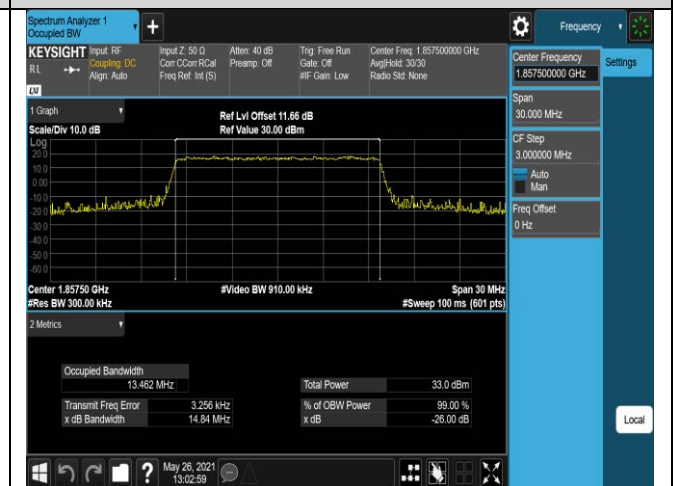 Spectrum Analyzer 1
Occupied BW
+
Frequency
KEYSIGHT
RL
Input: RF
Coupling: DC
Align: Auto
Input Z: 50 Ω
Corr CCorr RCal
Freq Ref: Int (S)
Atten: 40 dB
Preamp: Off
Trig: Free Run
Gate: Off
#IF Gain: Low
Center Freq: 1.857500000 GHz
Avg|Hold: 30/30
Radio Std: None
LXI
1 Graph
Scale/Div 10.0 dB
Ref Lvl Offset 11.66 dB
Ref Value 30.00 dBm
Log
20.0
10.0
0.00
-10.0
-20.0
-30.0
-40.0
-50.0
-60.0
Center 1.85750 GHz
#Res BW 300.00 kHz
#Video BW 910.00 kHz
Span 30 MHz
#Sweep 100 ms (601 pts)
2 Metrics
Occupied Bandwidth
13.462 MHz
Total Power 33.0 dBm
Transmit Freq Error 3.256 kHz
% of OBW Power 99.00 %
x dB Bandwidth 14.84 MHz
x dB -26.00 dB
Center Frequency
1.857500000 GHz
Settings
Span
30.000 MHz
CF Step
3.000000 MHz
Auto
Man
Freq Offset
0 Hz
Local
?
May 26, 2021
13:02:59